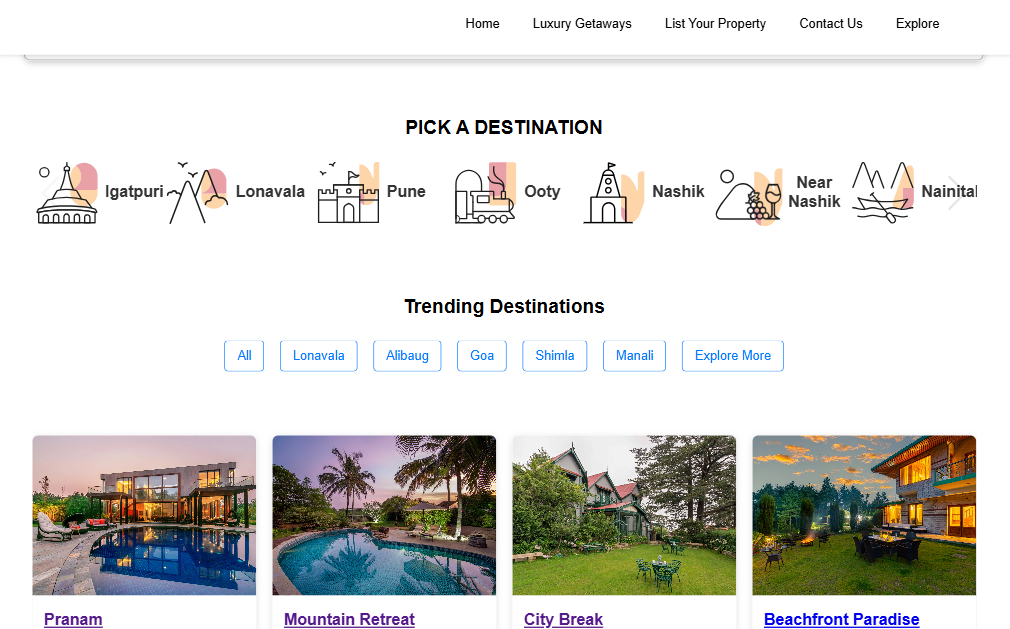 Home Luxury Getaways List Your Property Contact Us Explore
PICK A DESTINATION
Igatpuri Lonavala Pune Ooty Nashik Near Nashik Nainital
Trending Destinations
All Lonavala Alibaug Goa Shimla Manali Explore More
Pranam Mountain Retreat City Break Beachfront Paradise